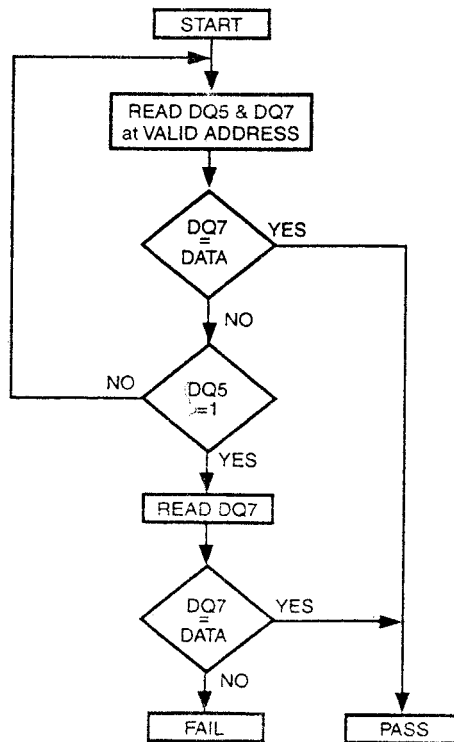 START
READ DQ5 & DQ7
at VALID ADDRESS
DQ7
=
DATA
YES
NO
NO
DQ5
=1
YES
READ DQ7
DQ7
=
DATA
YES
NO
FAIL
PASS